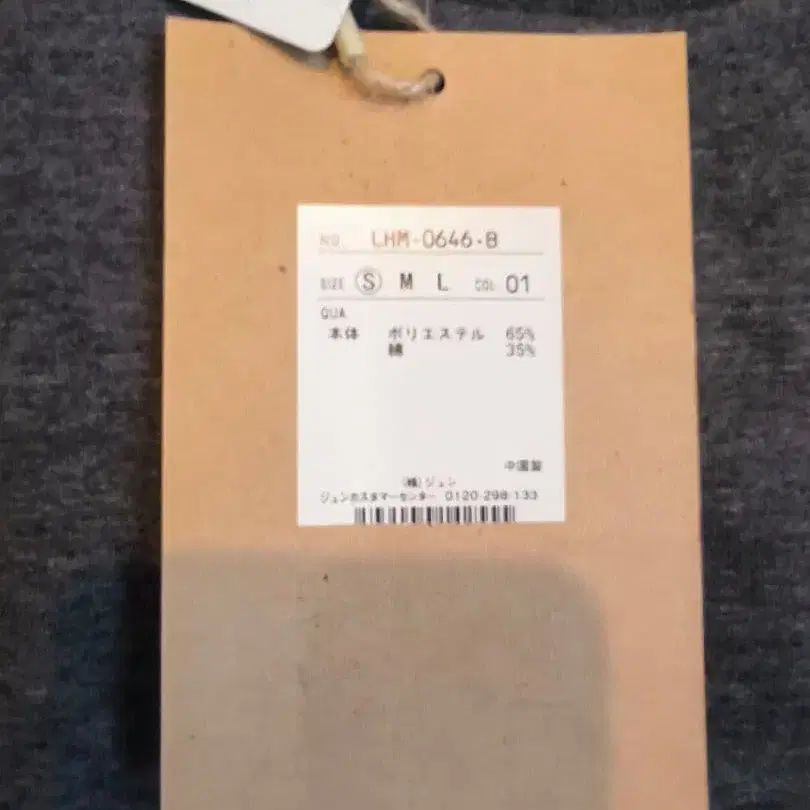 NO. LHM-0646-8
SIZE Ⓢ M L COL 01
QUA
本体 ポリエステル 65%
綿 35%
中国製
(株)ジュン
ジュンカスタマーセンター 0120-298-133